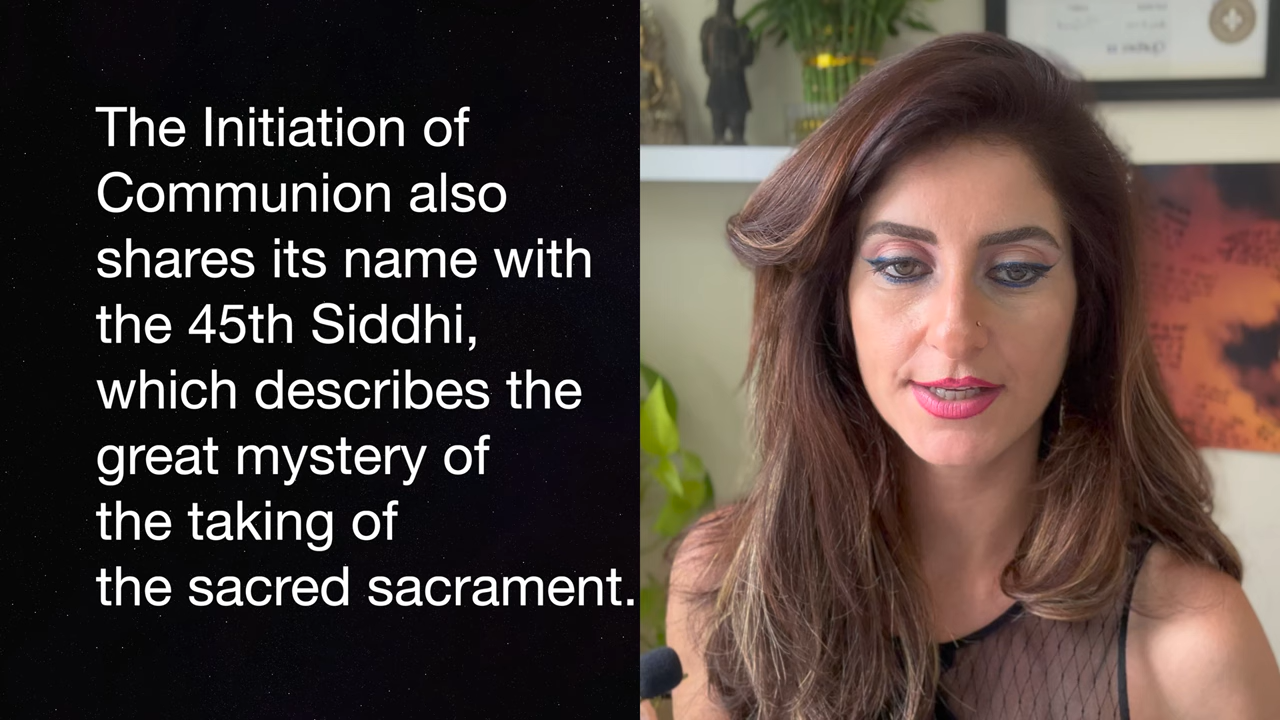 The Initiation of
Communion also
shares its name with
the 45th Siddhi,
which describes the
great mystery of
the taking of
the sacred sacrament.